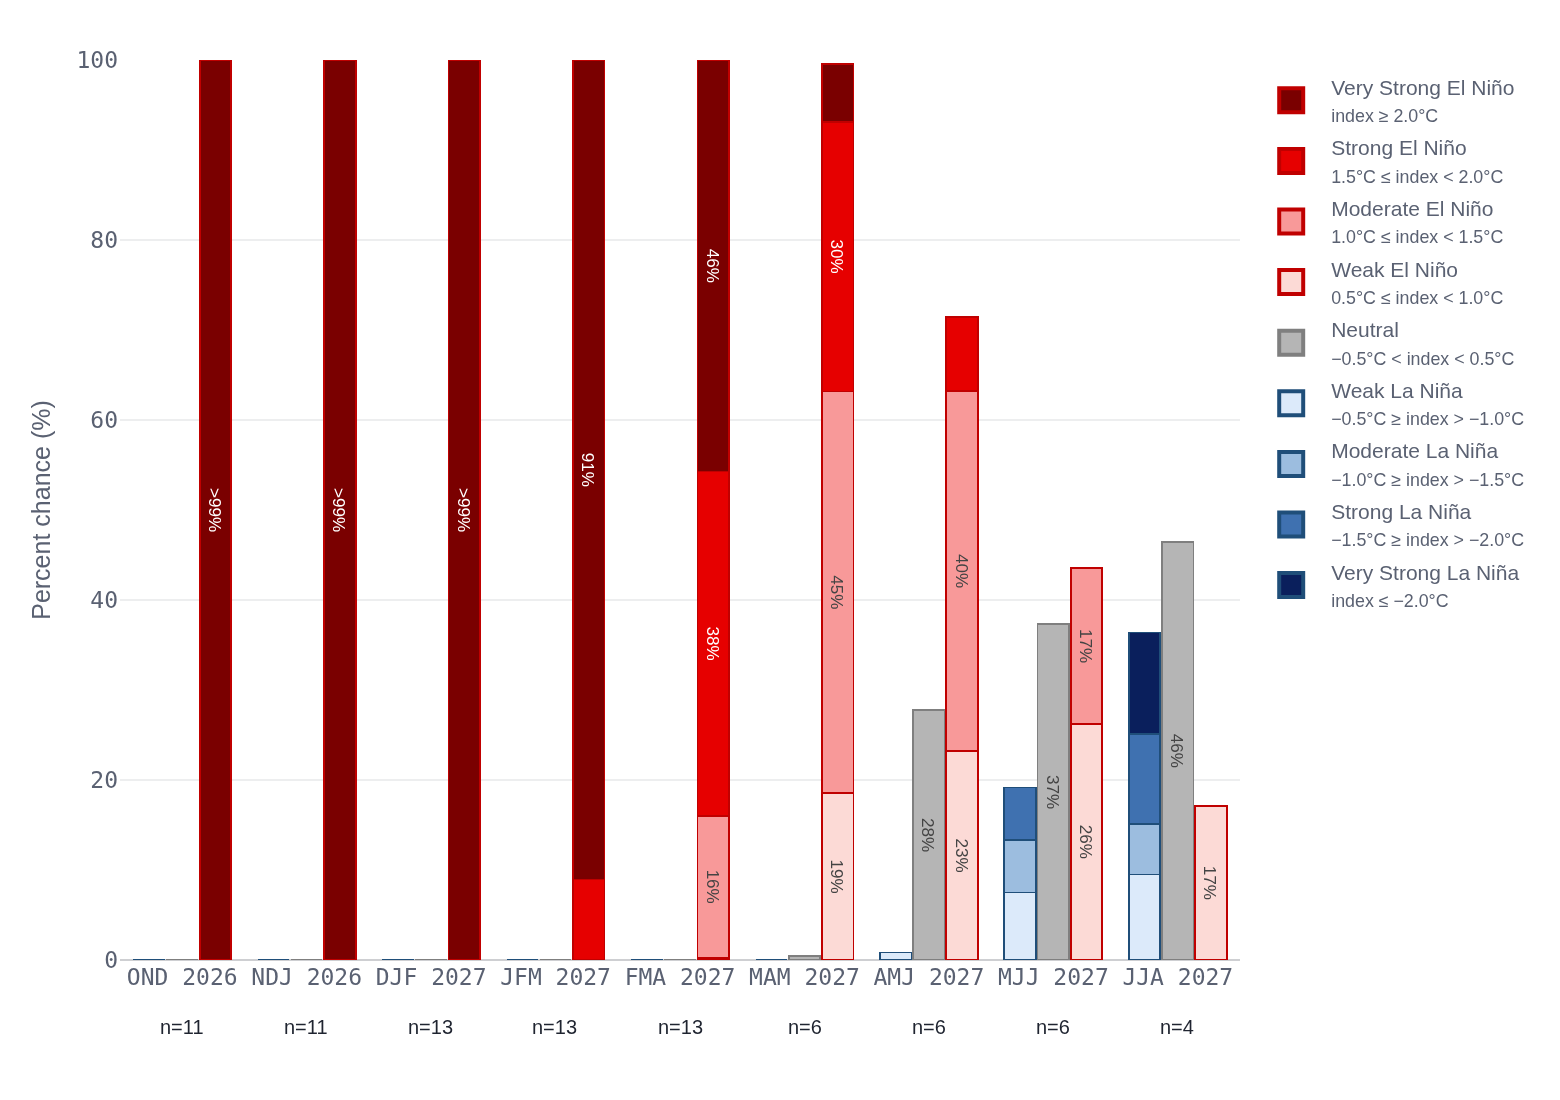 100
80
60
40
20
0
Percent chance (%)
>99%
>99%
>99%
91%
46%
38%
16%
30%
45%
19%
28%
40%
23%
37%
17%
26%
46%
17%
OND 2026 NDJ 2026 DJF 2027 JFM 2027 FMA 2027 MAM 2027 AMJ 2027 MJJ 2027 JJA 2027
n=11 n=11 n=13 n=13 n=13 n=6 n=6 n=6 n=4
Very Strong El Niño
index ≥ 2.0°C
Strong El Niño
1.5°C ≤ index < 2.0°C
Moderate El Niño
1.0°C ≤ index < 1.5°C
Weak El Niño
0.5°C ≤ index < 1.0°C
Neutral
−0.5°C < index < 0.5°C
Weak La Niña
−0.5°C ≥ index > −1.0°C
Moderate La Niña
−1.0°C ≥ index > −1.5°C
Strong La Niña
−1.5°C ≥ index > −2.0°C
Very Strong La Niña
index ≤ −2.0°C